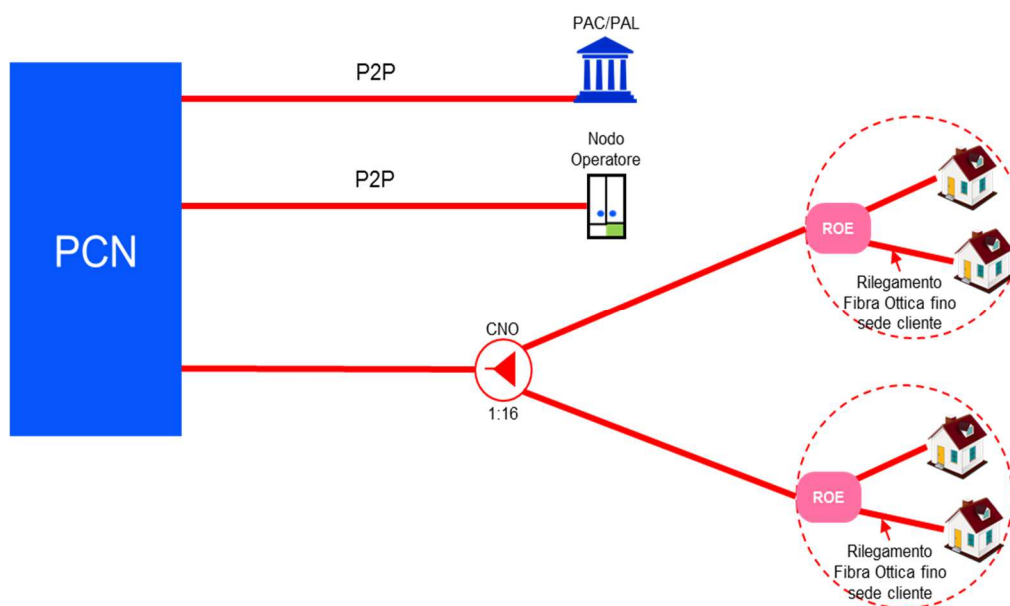 PAC/PAL
P2P
Nodo
Operatore
P2P
PCN
ROE
Rilegamento
Fibra Ottica fino
sede cliente
CNO
1:16
ROE
Rilegamento
Fibra Ottica fino
sede cliente